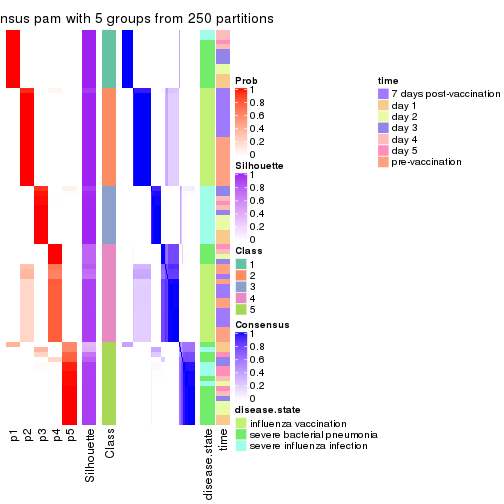 nsus pam with 5 groups from 250 partitions
p1
p2
p3
p4
p5
Silhouette
Class
disease.state
time
Prob
1
0.8
0.6
0.4
0.2
0
Silhouette
1
0.8
0.6
0.4
0.2
0
Class
1
2
3
4
5
Consensus
1
0.8
0.6
0.4
0.2
0
disease.state
influenza vaccination
severe bacterial pneumonia
severe influenza infection
time
7 days post-vaccination
day 1
day 2
day 3
day 4
day 5
pre-vaccination